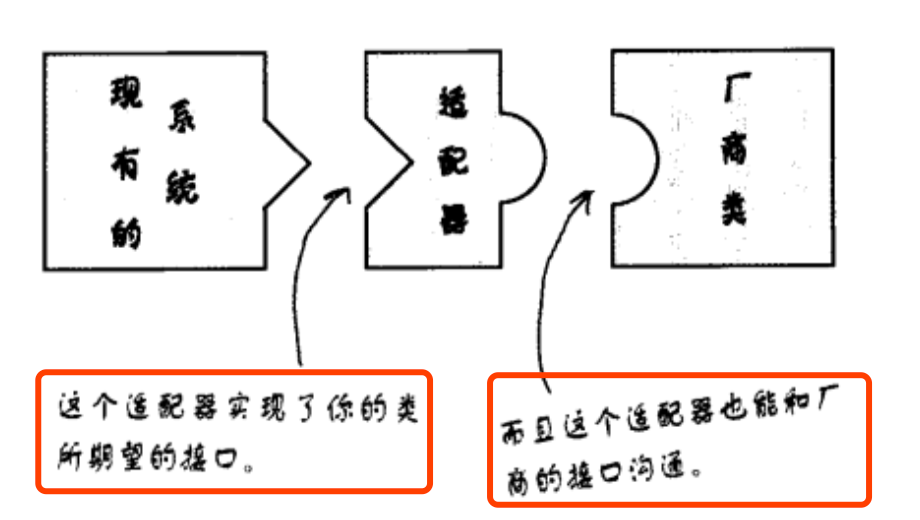 现有的
系统
适配器
厂商类
这个适配器实现了你的类
所期望的接口。
而且这个适配器也能和厂
商的接口沟通。